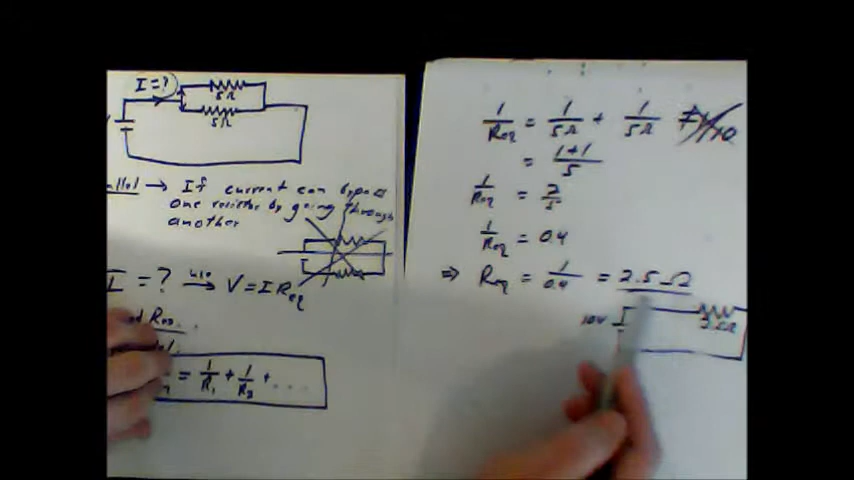 I = ?
5Ω
5Ω
allel → If current can bypass
one resistor by going through
another
I = ? → V = I Req
= 1/R1 + 1/R2 + ....
1/Req = 1/5Ω + 1/5Ω
= 1+1/5
1/Req = 2/5
1/Req = 0.4
⇒ Req = 1/0.4 = 2.5 Ω
10V
2.5Ω